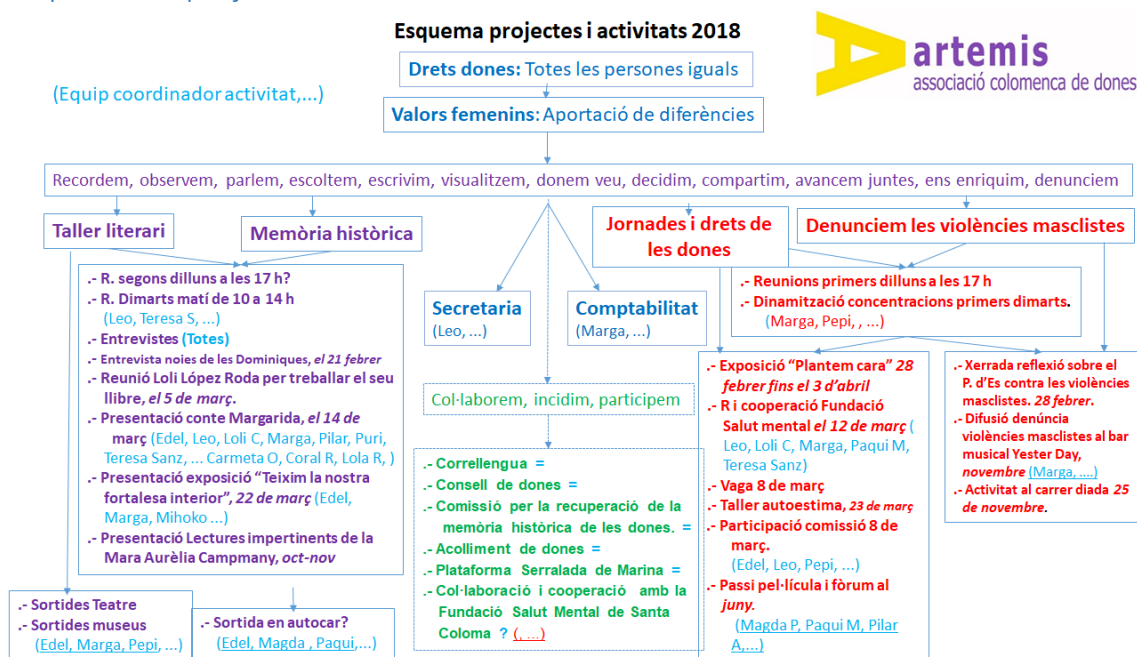 Esquema projectes i activitats 2018
artemis
associació colomenca de dones
Drets dones: Totes les persones iguals
(Equip coordinador activitat,...)
Valors femenins: Aportació de diferències
Recordem, observem, parlem, escoltem, escrivim, visualitzem, donem veu, decidim, compartim, avancem juntes, ens enriquim, denunciem
Taller literari
Memòria històrica
Jornades i drets de
les dones
Denunciem les violències masclistes
.- R. segons dilluns a les 17 h?
.- R. Dimarts matí de 10 a 14 h
(Leo, Teresa S, ...)
.- Entrevistes (Totes)
.- Entrevista noies de les Dominiques, el 21 febrer
.- Reunió Loli López Roda per treballar el seu
llibre, el 5 de març.
.- Presentació conte Margarida, el 14 de
març (Edel, Leo, Loli C, Marga, Pilar, Puri,
Teresa Sanz, ... Carmeta O, Coral R, Lola R, )
.- Presentació exposició “Teixim la nostra
fortalesa interior”, 22 de març (Edel,
Marga, Mihoko ...)
.- Presentació Lectures impertinents de la
Mara Aurèlia Campmany, oct-nov
Secretaria
(Leo, ...)
Comptabilitat
(Marga, ...)
.- Reunions primers dilluns a les 17 h
.- Dinamització concentracions primers dimarts.
(Marga, Pepi, , ...)
Col·laborem, incidim, participem
.- Correllengua =
.- Consell de dones =
.- Comissió per la recuperació de la
memòria històrica de les dones. =
.- Acolliment de dones =
.- Plataforma Serralada de Marina =
.- Col·laboració i cooperació amb la
Fundació Salut Mental de Santa
Coloma ? (, ...)
.- Exposició “Plantem cara” 28
febrer fins el 3 d’abril
.- R i cooperació Fundació
Salut mental el 12 de març (
Leo, Loli C, Marga, Paqui M,
Teresa Sanz)
.- Vaga 8 de març
.- Taller autoestima, 23 de març
.- Participació comissió 8 de
març.
(Edel, Leo, Pepi, ...)
.- Passi pel·lícula i fòrum al
juny.
(Magda P, Paqui M, Pilar
A,...)
.- Xerrada reflexió sobre el
P. d’Es contra les violències
masclistes. 28 febrer.
.- Difusió denúncia
violències masclistes al bar
musical Yester Day,
novembre (Marga, ....)
.- Activitat al carrer diada 25
de novembre.
.- Sortides Teatre
.- Sortides museus
(Edel, Marga, Pepi, ...)
.- Sortida en autocar?
(Edel, Magda , Paqui,...)